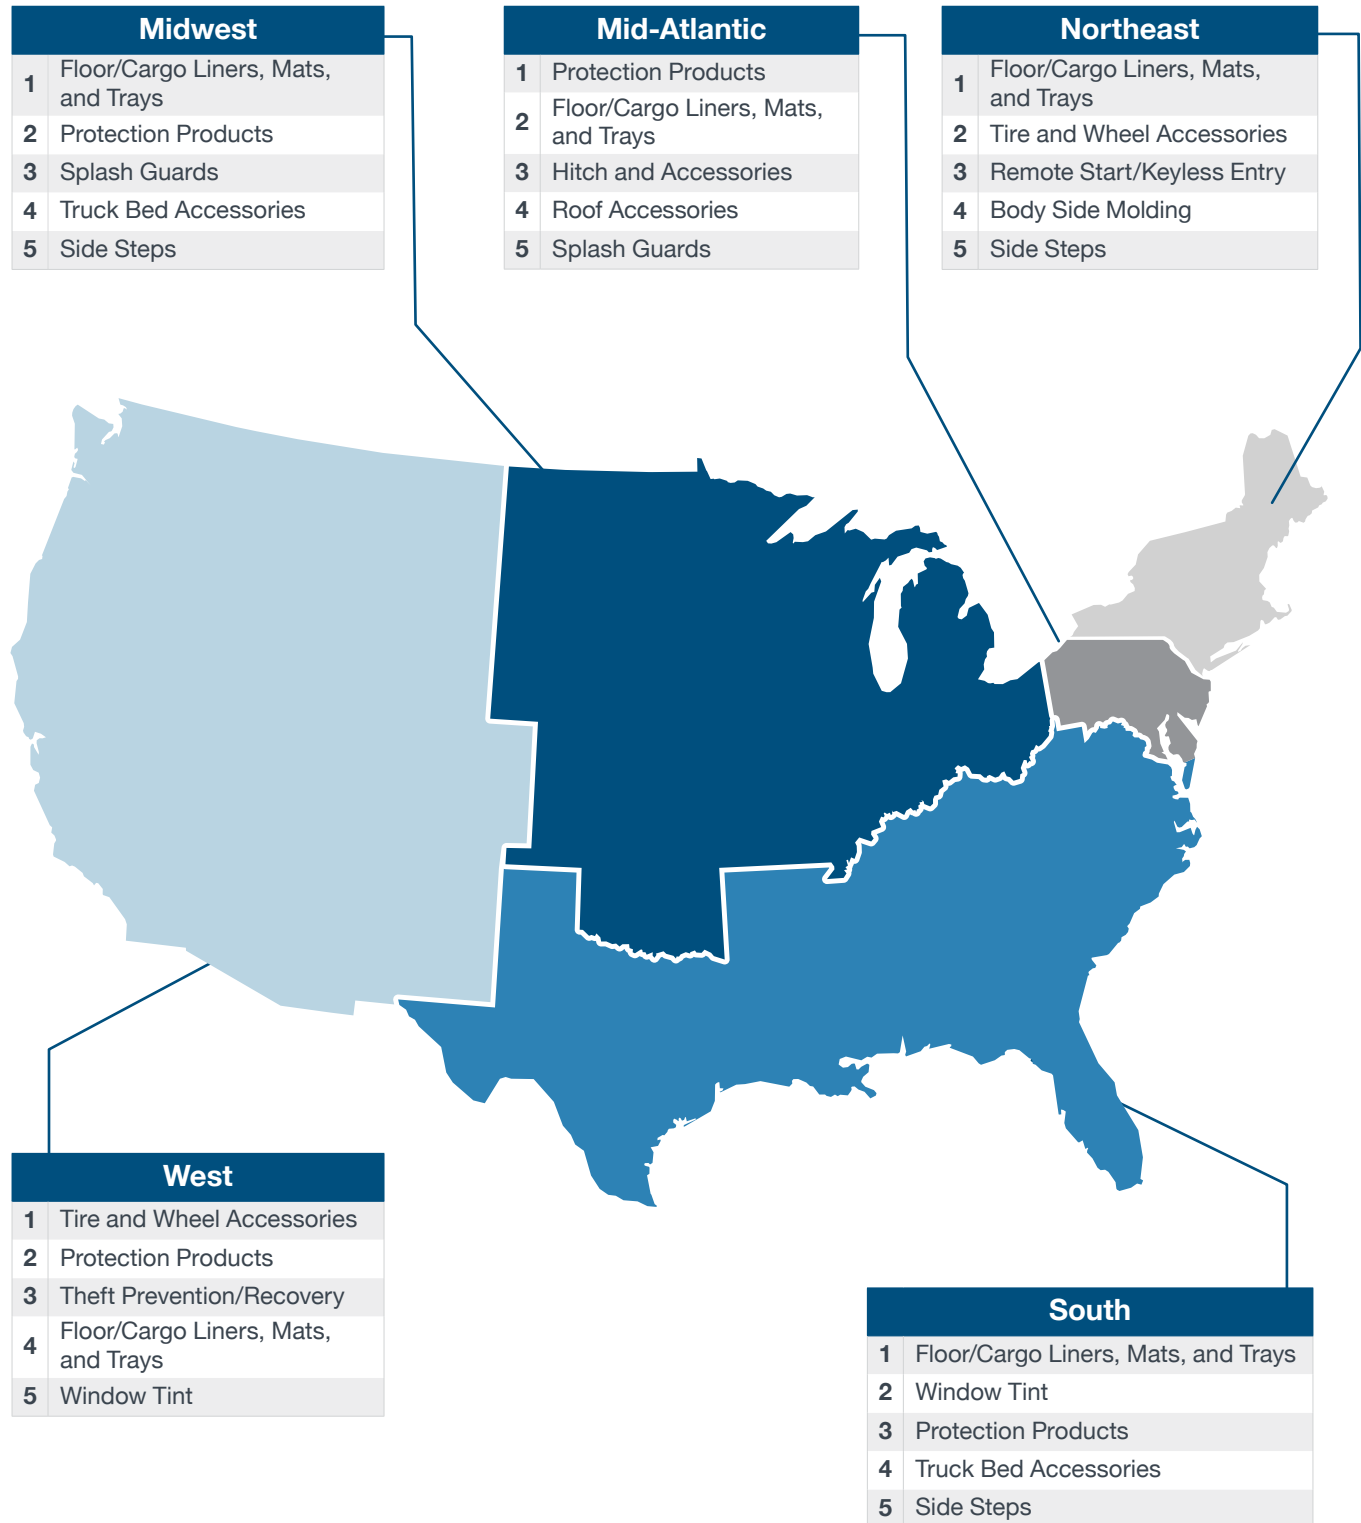 Midwest
1 Floor/Cargo Liners, Mats,
and Trays
2 Protection Products
3 Splash Guards
4 Truck Bed Accessories
5 Side Steps
Mid-Atlantic
1 Protection Products
2 Floor/Cargo Liners, Mats,
and Trays
3 Hitch and Accessories
4 Roof Accessories
5 Splash Guards
Northeast
1 Floor/Cargo Liners, Mats,
and Trays
2 Tire and Wheel Accessories
3 Remote Start/Keyless Entry
4 Body Side Molding
5 Side Steps
West
1 Tire and Wheel Accessories
2 Protection Products
3 Theft Prevention/Recovery
4 Floor/Cargo Liners, Mats,
and Trays
5 Window Tint
South
1 Floor/Cargo Liners, Mats, and Trays
2 Window Tint
3 Protection Products
4 Truck Bed Accessories
5 Side Steps